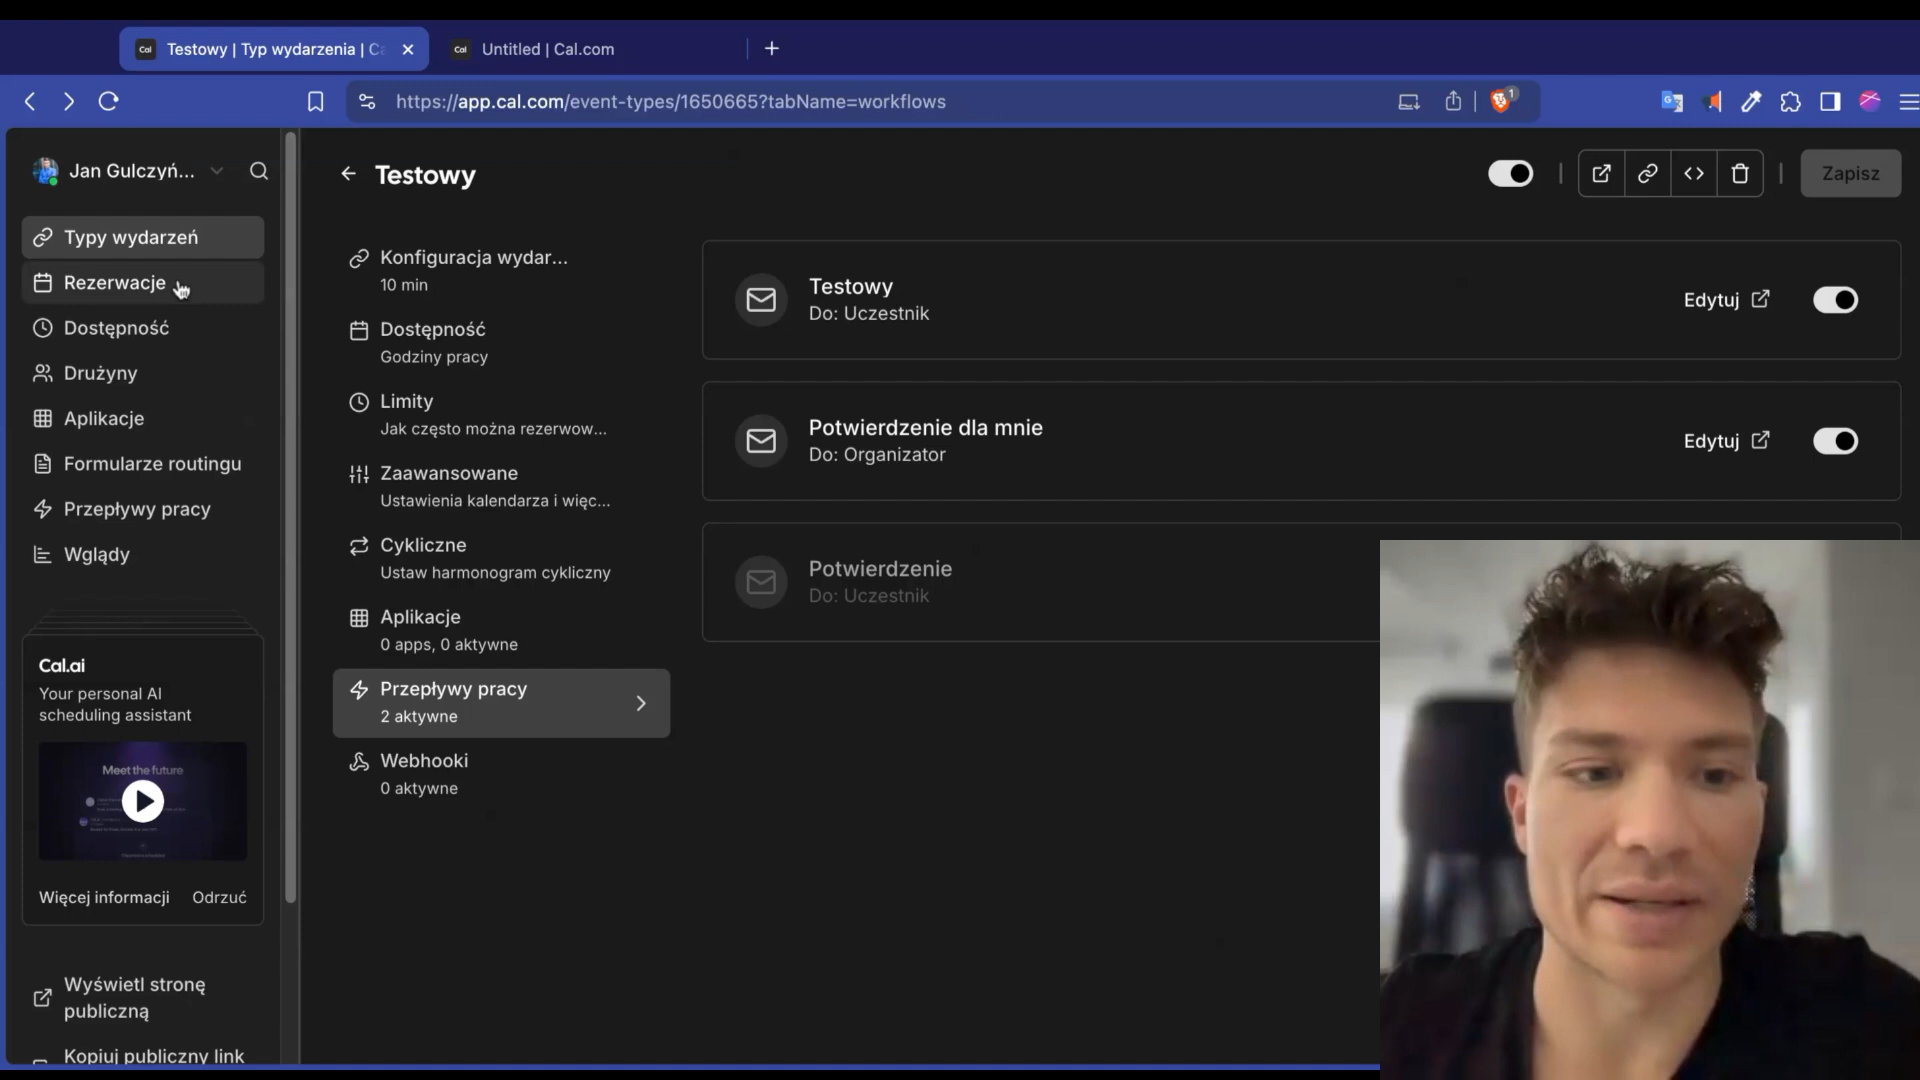 Cal
Testowy | Typ wydarzenia | Ca
Cal
Untitled | Cal.com
https://app.cal.com/event-types/1650665?tabName=workflows
1
Jan Gulczyń...
Testowy
Zapisz
Typy wydarzeń
Rezerwacje
Dostępność
Drużyny
Aplikacje
Formularze routingu
Przepływy pracy
Wglądy
Cal.ai
Your personal AI
scheduling assistant
Meet the future
Więcej informacji
Odrzuć
Wyświetl stronę
publiczną
Kopiuj publiczny link
Konfiguracja wydar...
10 min
Dostępność
Godziny pracy
Limity
Jak często można rezerwow...
Zaawansowane
Ustawienia kalendarza i więc...
Cykliczne
Ustaw harmonogram cykliczny
Aplikacje
0 apps, 0 aktywne
Przepływy pracy
2 aktywne
Webhooki
0 aktywne
Testowy
Do: Uczestnik
Edytuj
Potwierdzenie dla mnie
Do: Organizator
Edytuj
Potwierdzenie
Do: Uczestnik